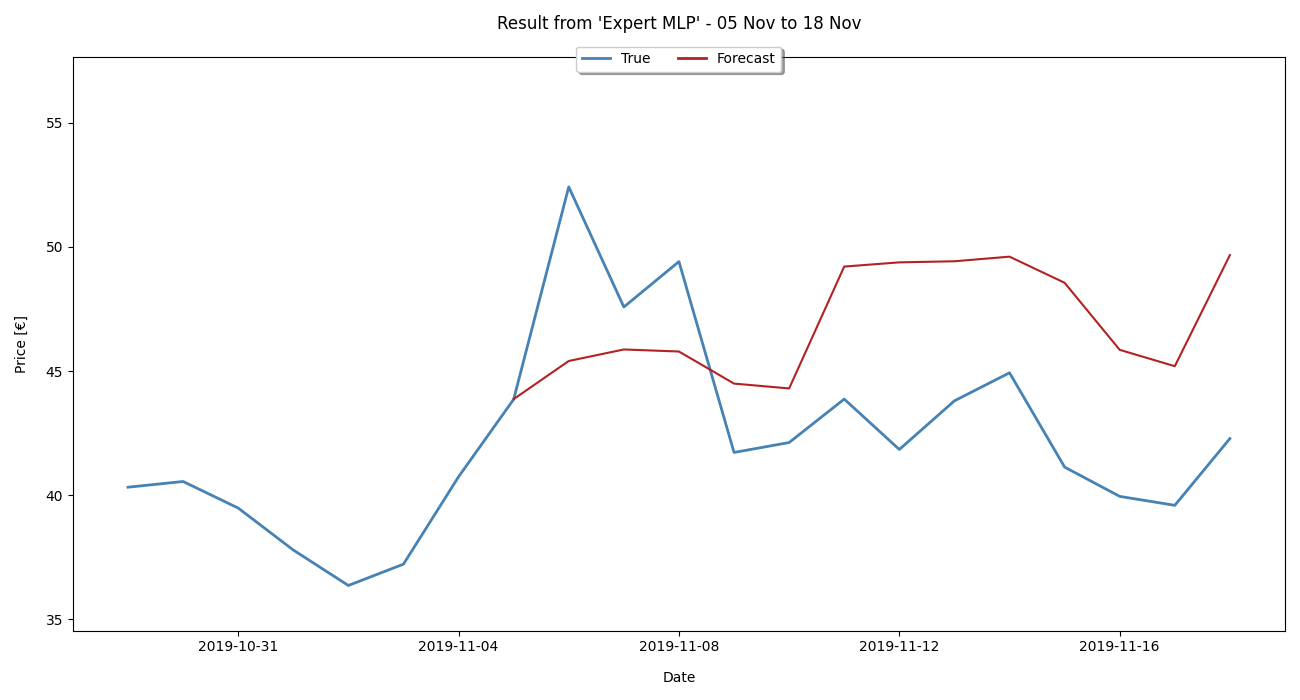 Result from 'Expert MLP' - 05 Nov to 18 Nov
True Forecast
55
50
45
40
35
Price [€]
2019-10-31 2019-11-04 2019-11-08 2019-11-12 2019-11-16
Date